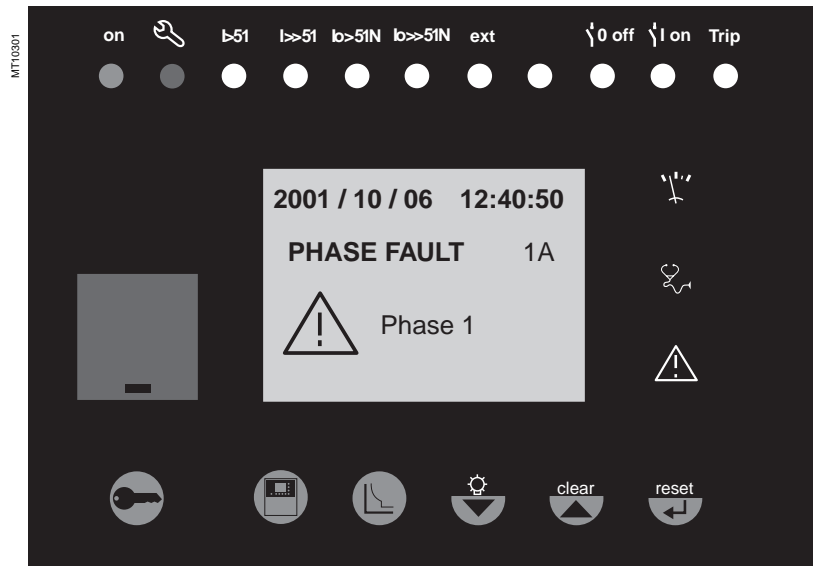 MT10301
on I>51 I>>51 Io>51N Io>>51N ext 0 off I on Trip
2001 / 10 / 06 12:40:50
PHASE FAULT 1A
Phase 1
clear reset